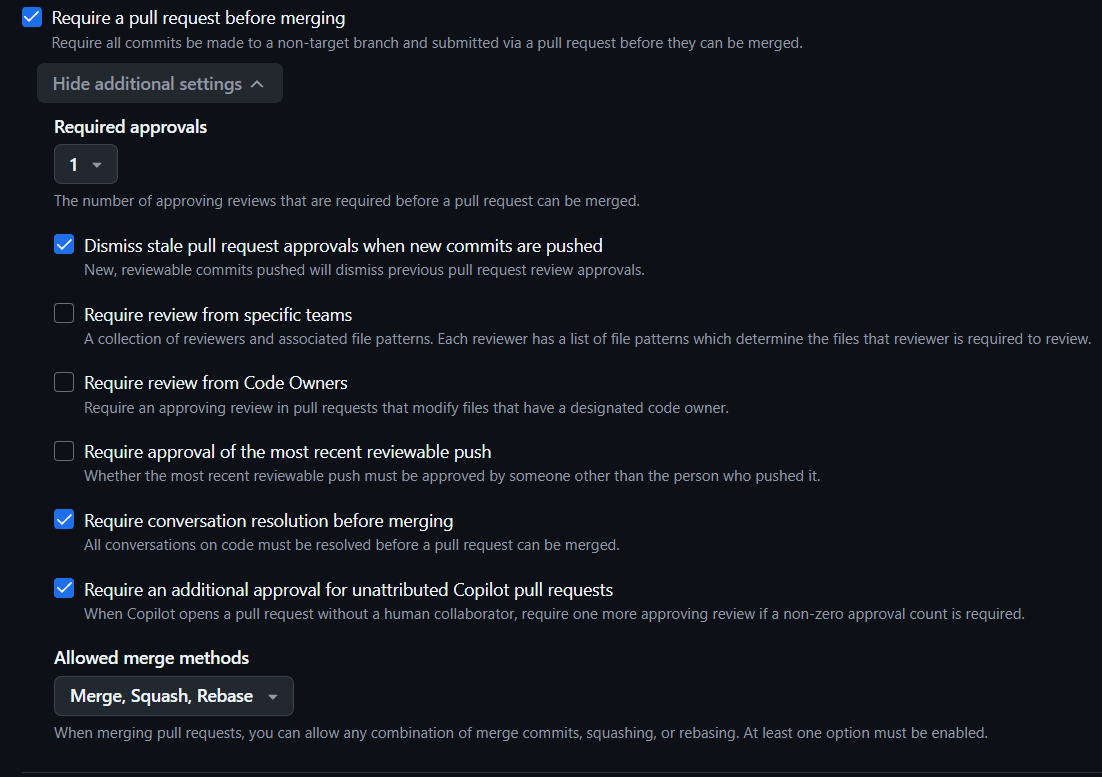 Require a pull request before merging
Require all commits be made to a non-target branch and submitted via a pull request before they can be merged.
Hide additional settings
Required approvals
1
The number of approving reviews that are required before a pull request can be merged.
Dismiss stale pull request approvals when new commits are pushed
New, reviewable commits pushed will dismiss previous pull request review approvals.
Require review from specific teams
A collection of reviewers and associated file patterns. Each reviewer has a list of file patterns which determine the files that reviewer is required to review.
Require review from Code Owners
Require an approving review in pull requests that modify files that have a designated code owner.
Require approval of the most recent reviewable push
Whether the most recent reviewable push must be approved by someone other than the person who pushed it.
Require conversation resolution before merging
All conversations on code must be resolved before a pull request can be merged.
Require an additional approval for unattributed Copilot pull requests
When Copilot opens a pull request without a human collaborator, require one more approving review if a non-zero approval count is required.
Allowed merge methods
Merge, Squash, Rebase
When merging pull requests, you can allow any combination of merge commits, squashing, or rebasing. At least one option must be enabled.